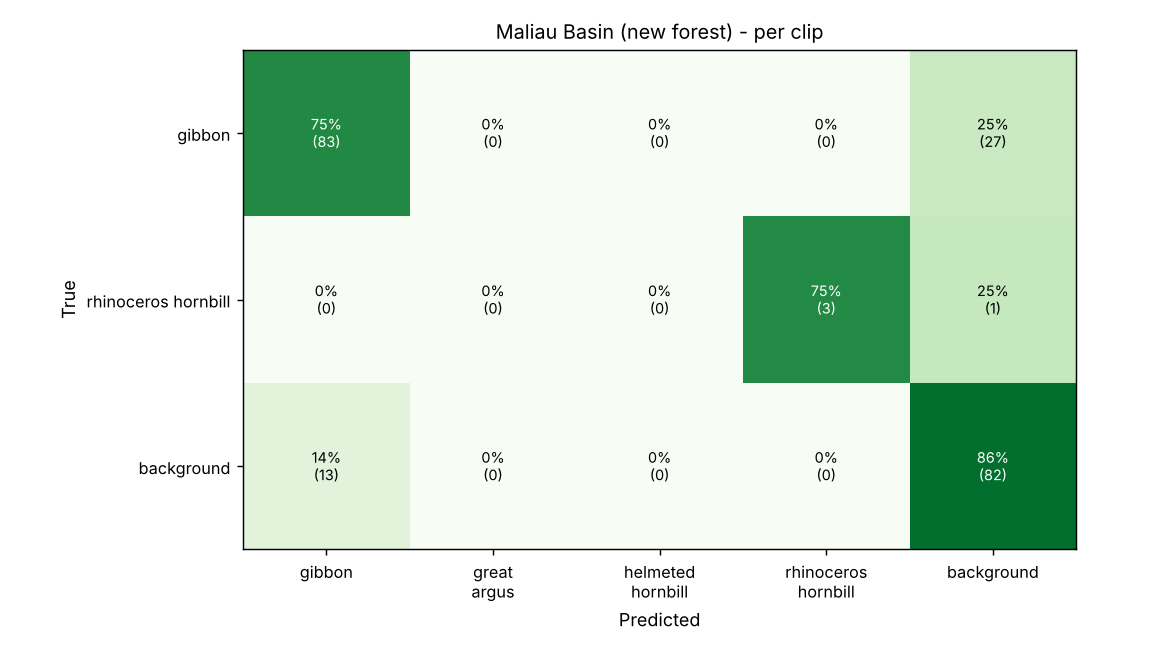 Maliau Basin (new forest) - per clip
True
gibbon
75%
(83)
0%
(0)
0%
(0)
0%
(0)
25%
(27)
rhinoceros hornbill
0%
(0)
0%
(0)
0%
(0)
75%
(3)
25%
(1)
background
14%
(13)
0%
(0)
0%
(0)
0%
(0)
86%
(82)
gibbon
great
argus
helmeted
hornbill
rhinoceros
hornbill
background
Predicted